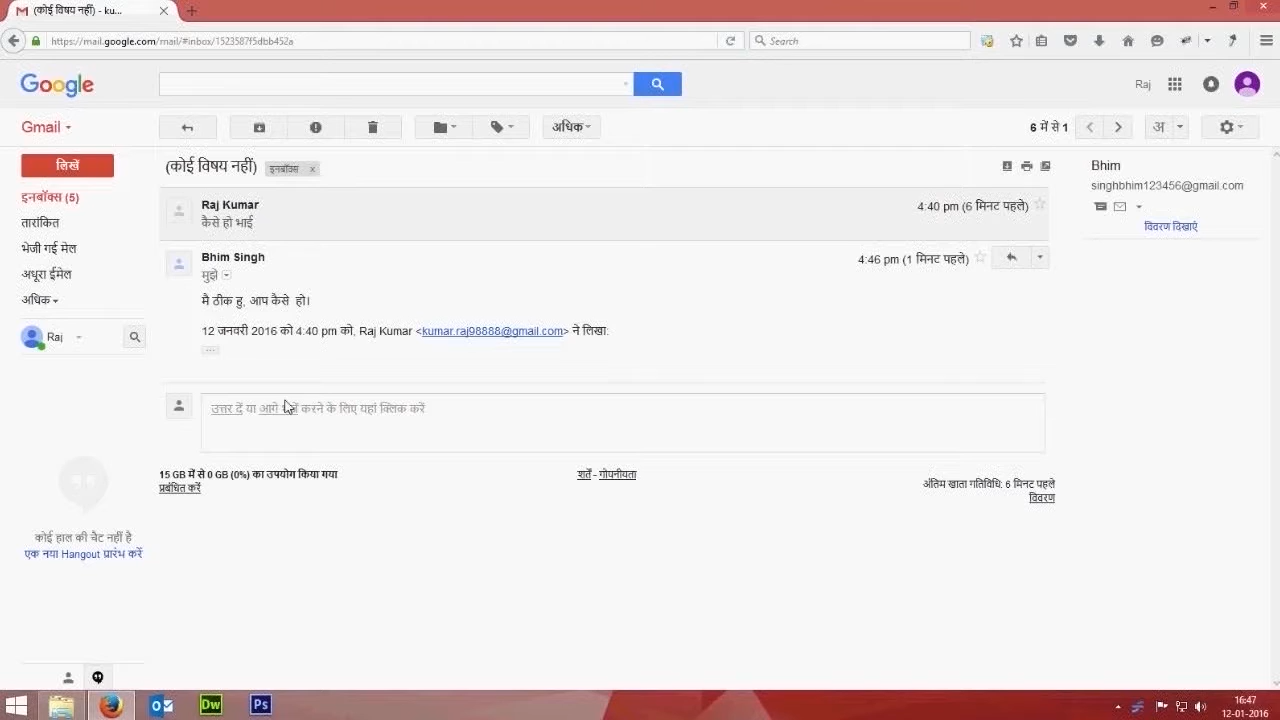 (कोई विषय नहीं) - ku...
https://mail.google.com/mail/#inbox/1523587f5dbb452a
Search
Google
Raj
Gmail
अधिक
6 में से 1
अ
लिखें
(कोई विषय नहीं)
इनबॉक्स x
Bhim
singhbhim123456@gmail.com
विवरण दिखाएं
इनबॉक्स (5)
तारांकित
भेजी गई मेल
अधूरा ईमेल
अधिक
Raj
Raj Kumar
4:40 pm (6 मिनट पहले)
कैसे हो भाई
Bhim Singh
4:46 pm (1 मिनट पहले)
मुझे
मै ठीक हु, आप कैसे हो।
12 जनवरी 2016 को 4:40 pm को, Raj Kumar <kumar.raj98888@gmail.com> ने लिखा:
...
उत्तर दें या आगे करने के लिए यहां क्लिक करें
15 GB में से 0 GB (0%) का उपयोग किया गया
प्रबंधित करें
शर्तें - गोपनीयता
अंतिम खाता गतिविधि: 6 मिनट पहले
विवरण
कोई हाल की चैट नहीं है
एक नया Hangout प्रारंभ करें
Dw
Ps
16:47
12-01-2016